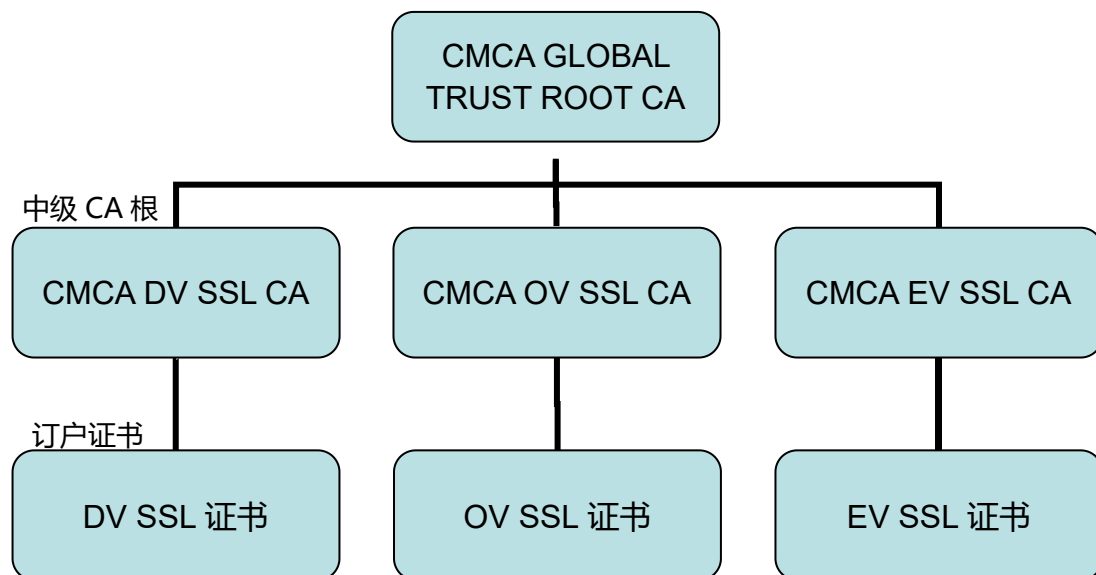 CMCA GLOBAL
TRUST ROOT CA
中级 CA 根
CMCA DV SSL CA
CMCA OV SSL CA
CMCA EV SSL CA
订户证书
DV SSL 证书
OV SSL 证书
EV SSL 证书